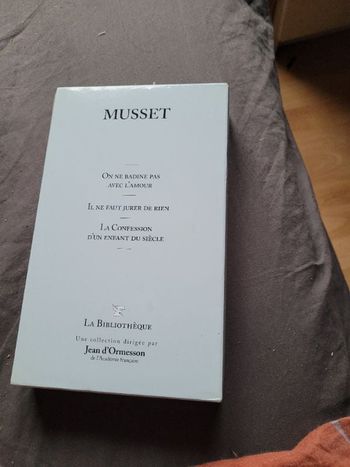 MUSSET
ON NE BADINE PAS
AVEC L'AMOUR
IL NE FAUT JURER DE RIEN
LA CONFESSION
D'UN ENFANT DU SIÈCLE
LA BIBLIOTHÈQUE
Une collection dirigée par
Jean d'Ormesson
de l'Académie française